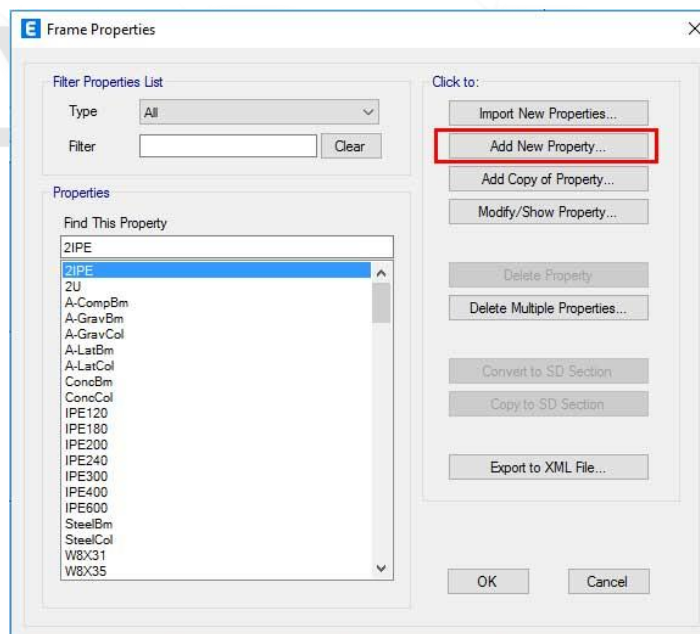 E Frame Properties
Filter Properties List
Type All
Filter Clear
Properties
Find This Property
2IPE
2IPE
2U
A-CompBm
A-GravBm
A-GravCol
A-LatBm
A-LatCol
ConcBm
ConcCol
IPE120
IPE180
IPE200
IPE240
IPE300
IPE400
IPE600
SteelBm
SteelCol
W8X31
W8X35
Click to:
Import New Properties...
Add New Property...
Add Copy of Property...
Modify/Show Property...
Delete Property
Delete Multiple Properties...
Convert to SD Section
Copy to SD Section
Export to XML File...
OK Cancel